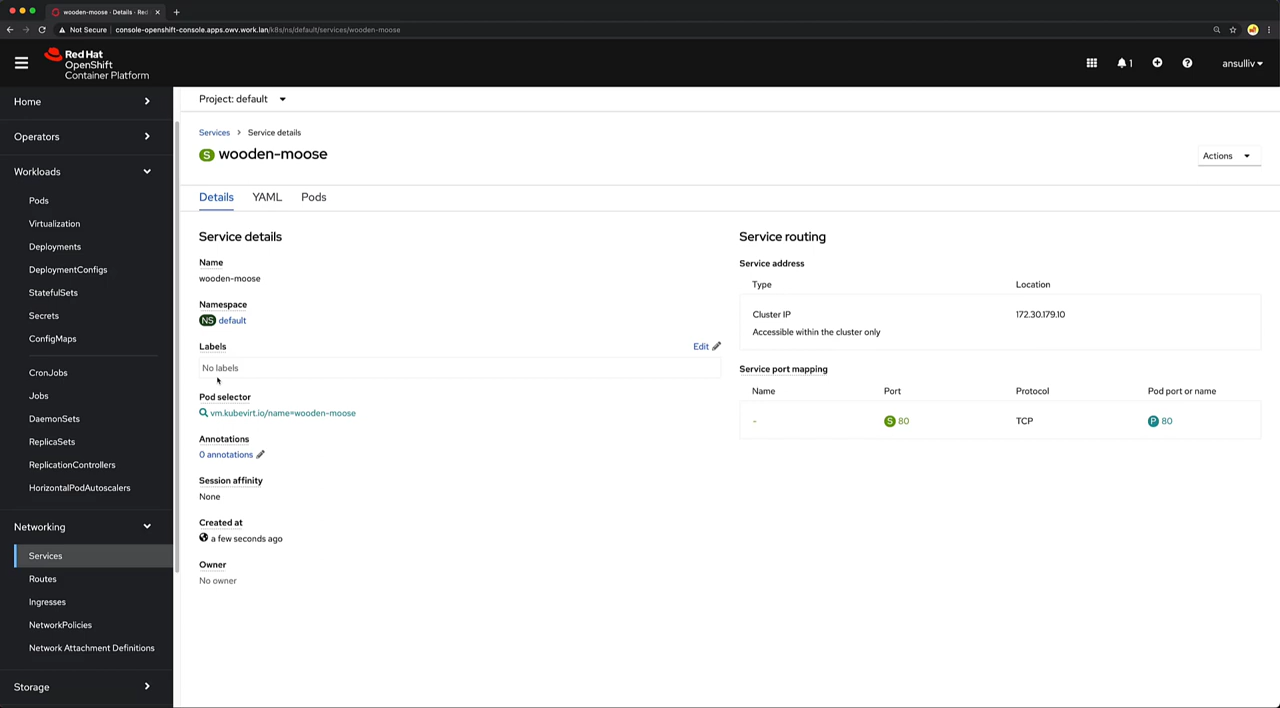 wooden-moose · Details · Red
Not Secure | console-openshift-console.apps.owv.work.lan/k8s/ns/default/services/wooden-moose
Red Hat
OpenShift
Container Platform
1
ansulliv
Home
Operators
Workloads
Pods
Virtualization
Deployments
DeploymentConfigs
StatefulSets
Secrets
ConfigMaps
CronJobs
Jobs
DaemonSets
ReplicaSets
ReplicationControllers
HorizontalPodAutoscalers
Networking
Services
Routes
Ingresses
NetworkPolicies
Network Attachment Definitions
Storage
Project: default
Services > Service details
S wooden-moose
Actions
Details YAML Pods
Service details
Name
wooden-moose
Namespace
NS default
Labels
Edit
No labels
Pod selector
vm.kubevirt.io/name=wooden-moose
Annotations
0 annotations
Session affinity
None
Created at
a few seconds ago
Owner
No owner
Service routing
Service address
Type Location
Cluster IP 172.30.179.10
Accessible within the cluster only
Service port mapping
Name Port Protocol Pod port or name
- S 80 TCP P 80